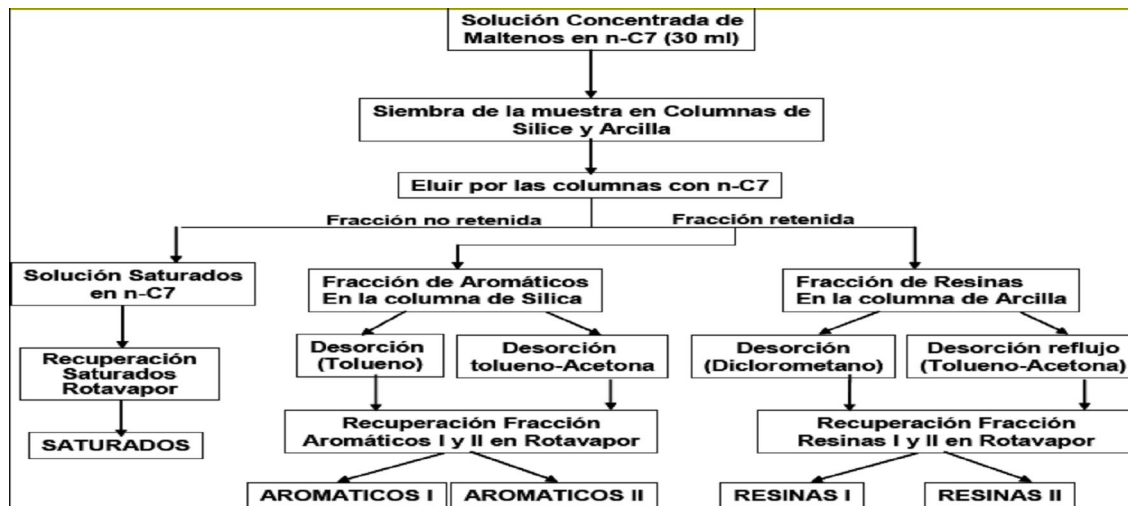 Solución Concentrada de
Maltenos en n-C7 (30 ml)
Siembra de la muestra en Columnas de
Silice y Arcilla
Eluir por las columnas con n-C7
Fracción no retenida
Fracción retenida
Solución Saturados
en n-C7
Fracción de Aromáticos
En la columna de Silica
Fracción de Resinas
En la columna de Arcilla
Recuperación
Saturados
Rotavapor
Desorción
(Tolueno)
Desorción
tolueno-Acetona
Desorción
(Diclorometano)
Desorción reflujo
(Tolueno-Acetona)
SATURADOS
Recuperación Fracción
Aromáticos I y II en Rotavapor
Recuperación Fracción
Resinas I y II en Rotavapor
AROMATICOS I
AROMATICOS II
RESINAS I
RESINAS II